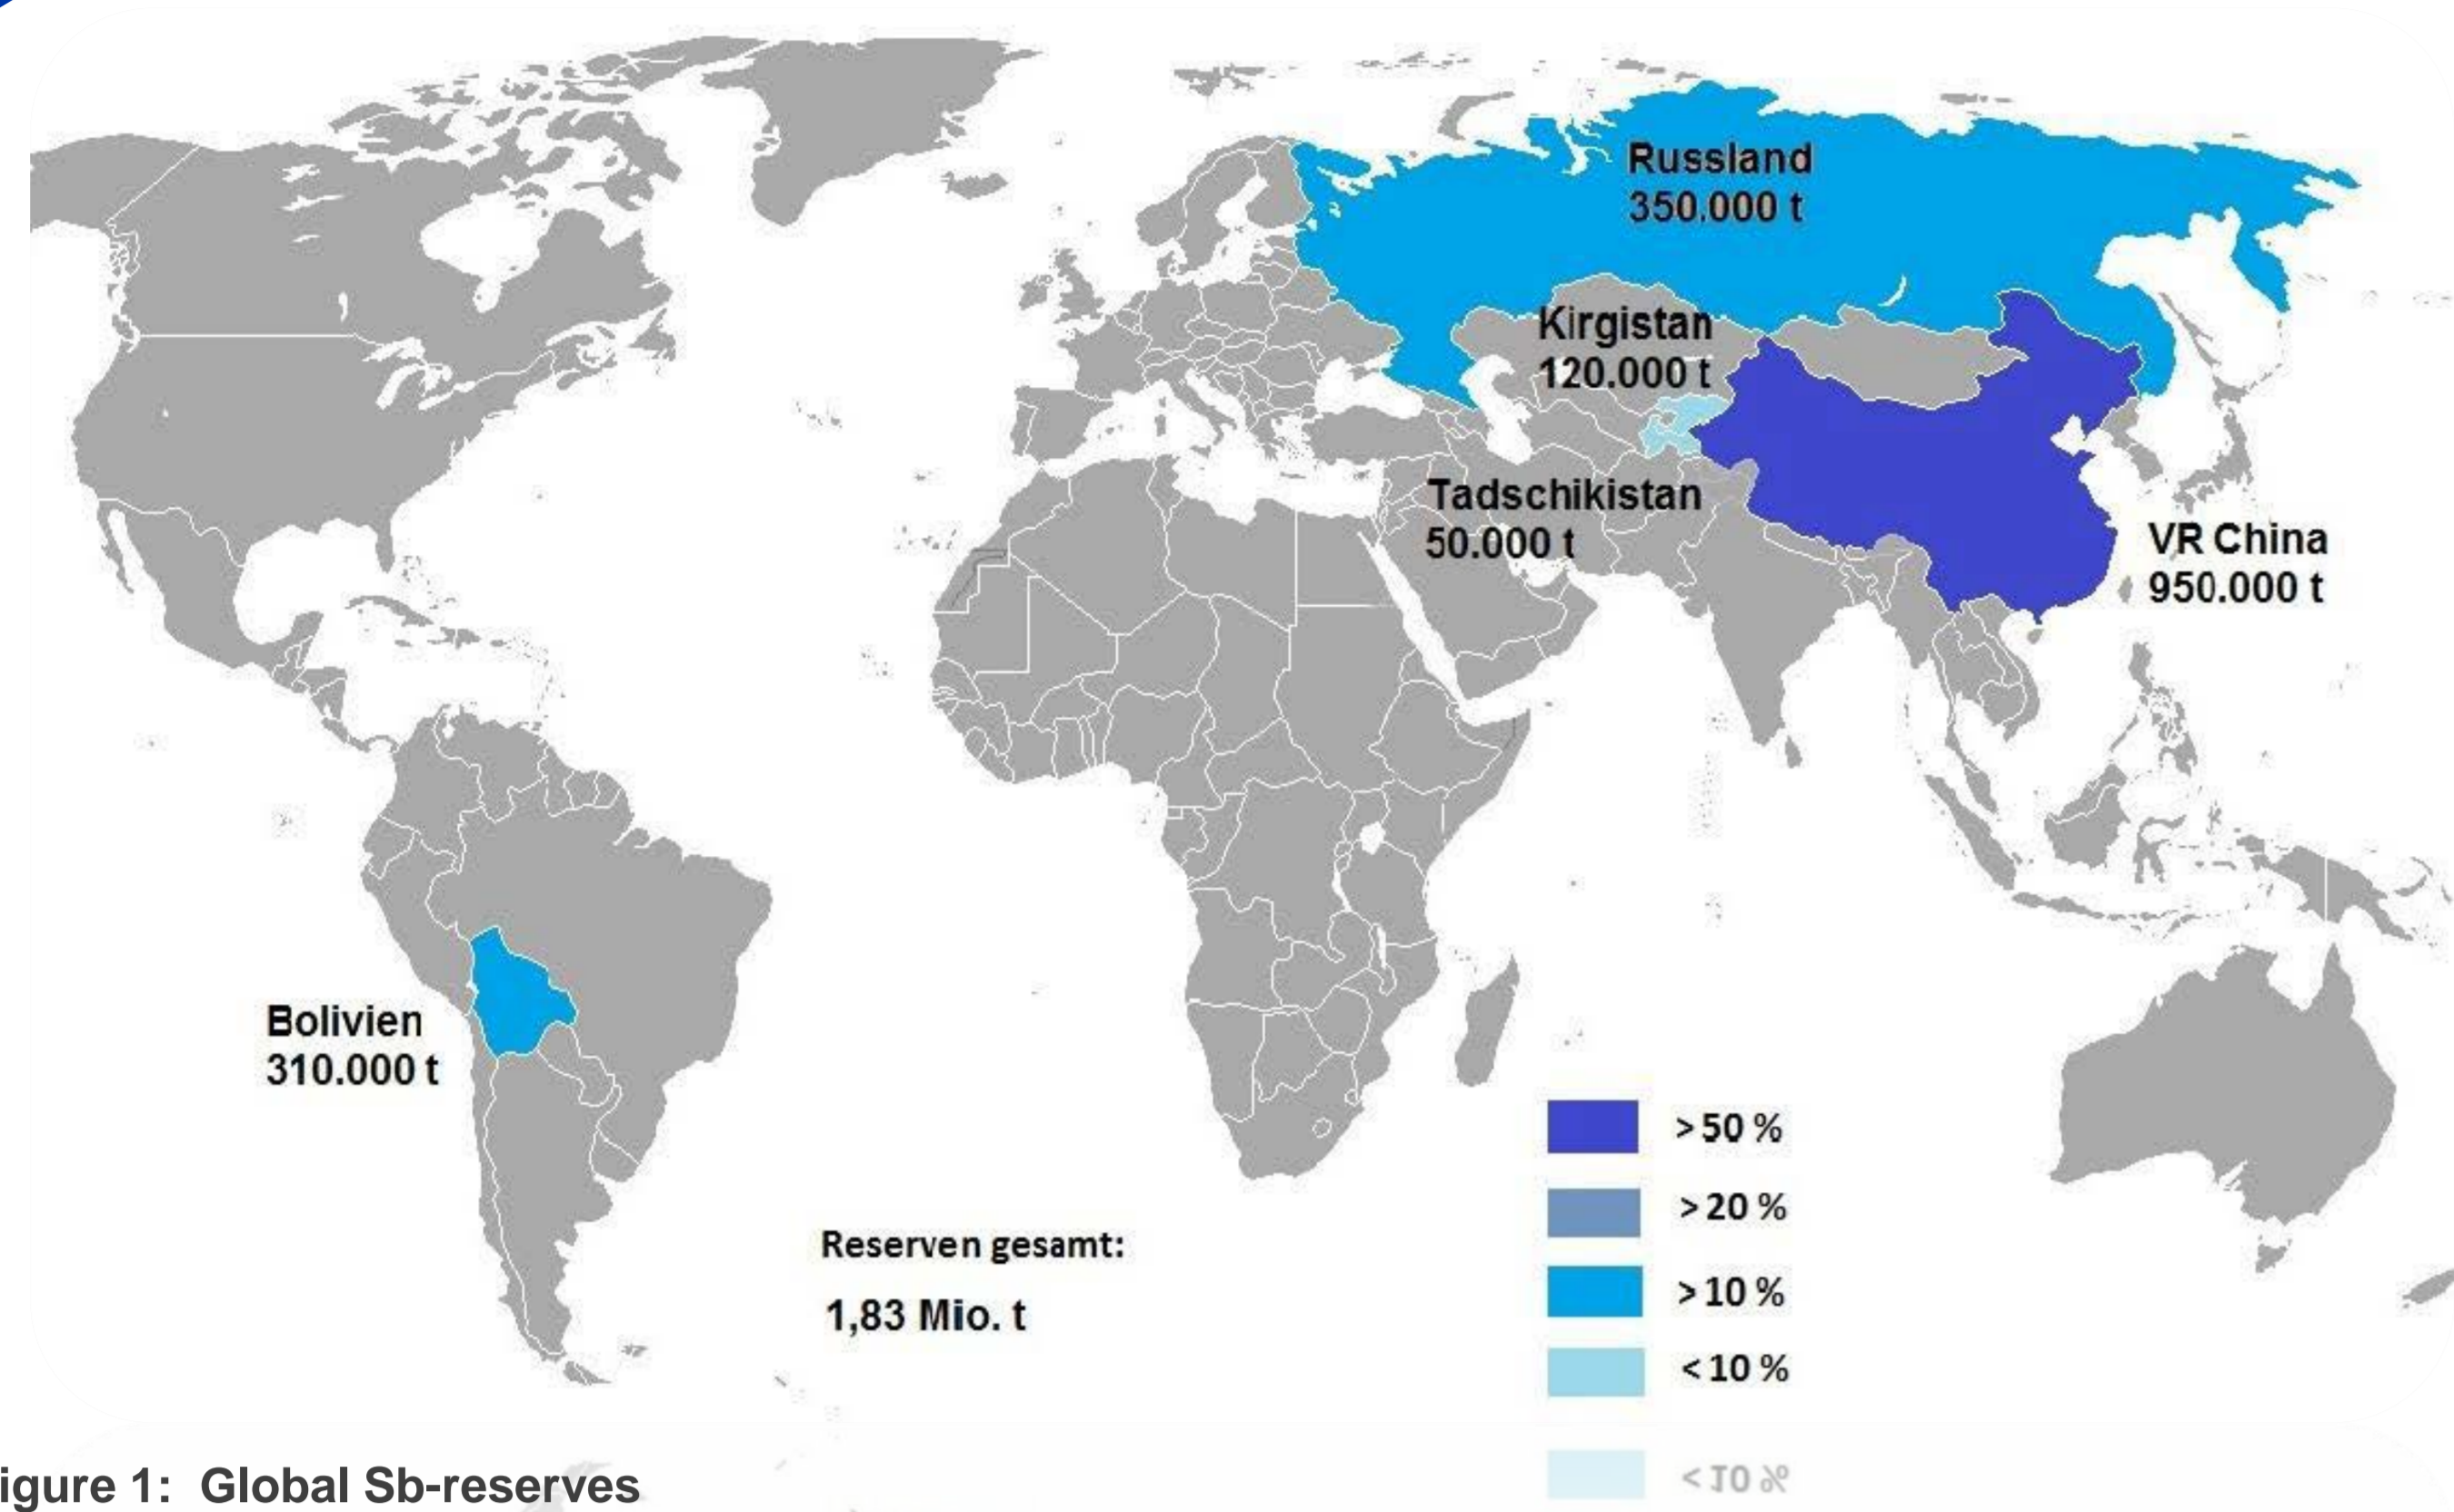 Russland
350.000 t
Kirgistan
120.000 t
Tadschikistan
50.000 t
VR China
950.000 t
Bolivien
310.000 t
> 50 %
> 20 %
> 10 %
< 10 %
Reserven gesamt:
1,83 Mio. t
< 10 %
igure 1: Global Sb-reserves